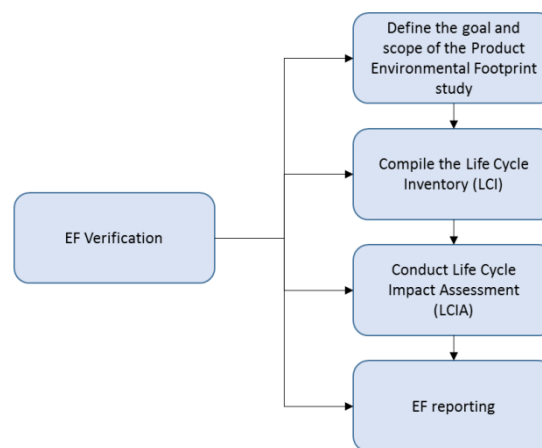 Define the goal and
scope of the Product
Environmental Footprint
study
Compile the Life Cycle
Inventory (LCI)
EF Verification
Conduct Life Cycle
Impact Assessment
(LCIA)
EF reporting